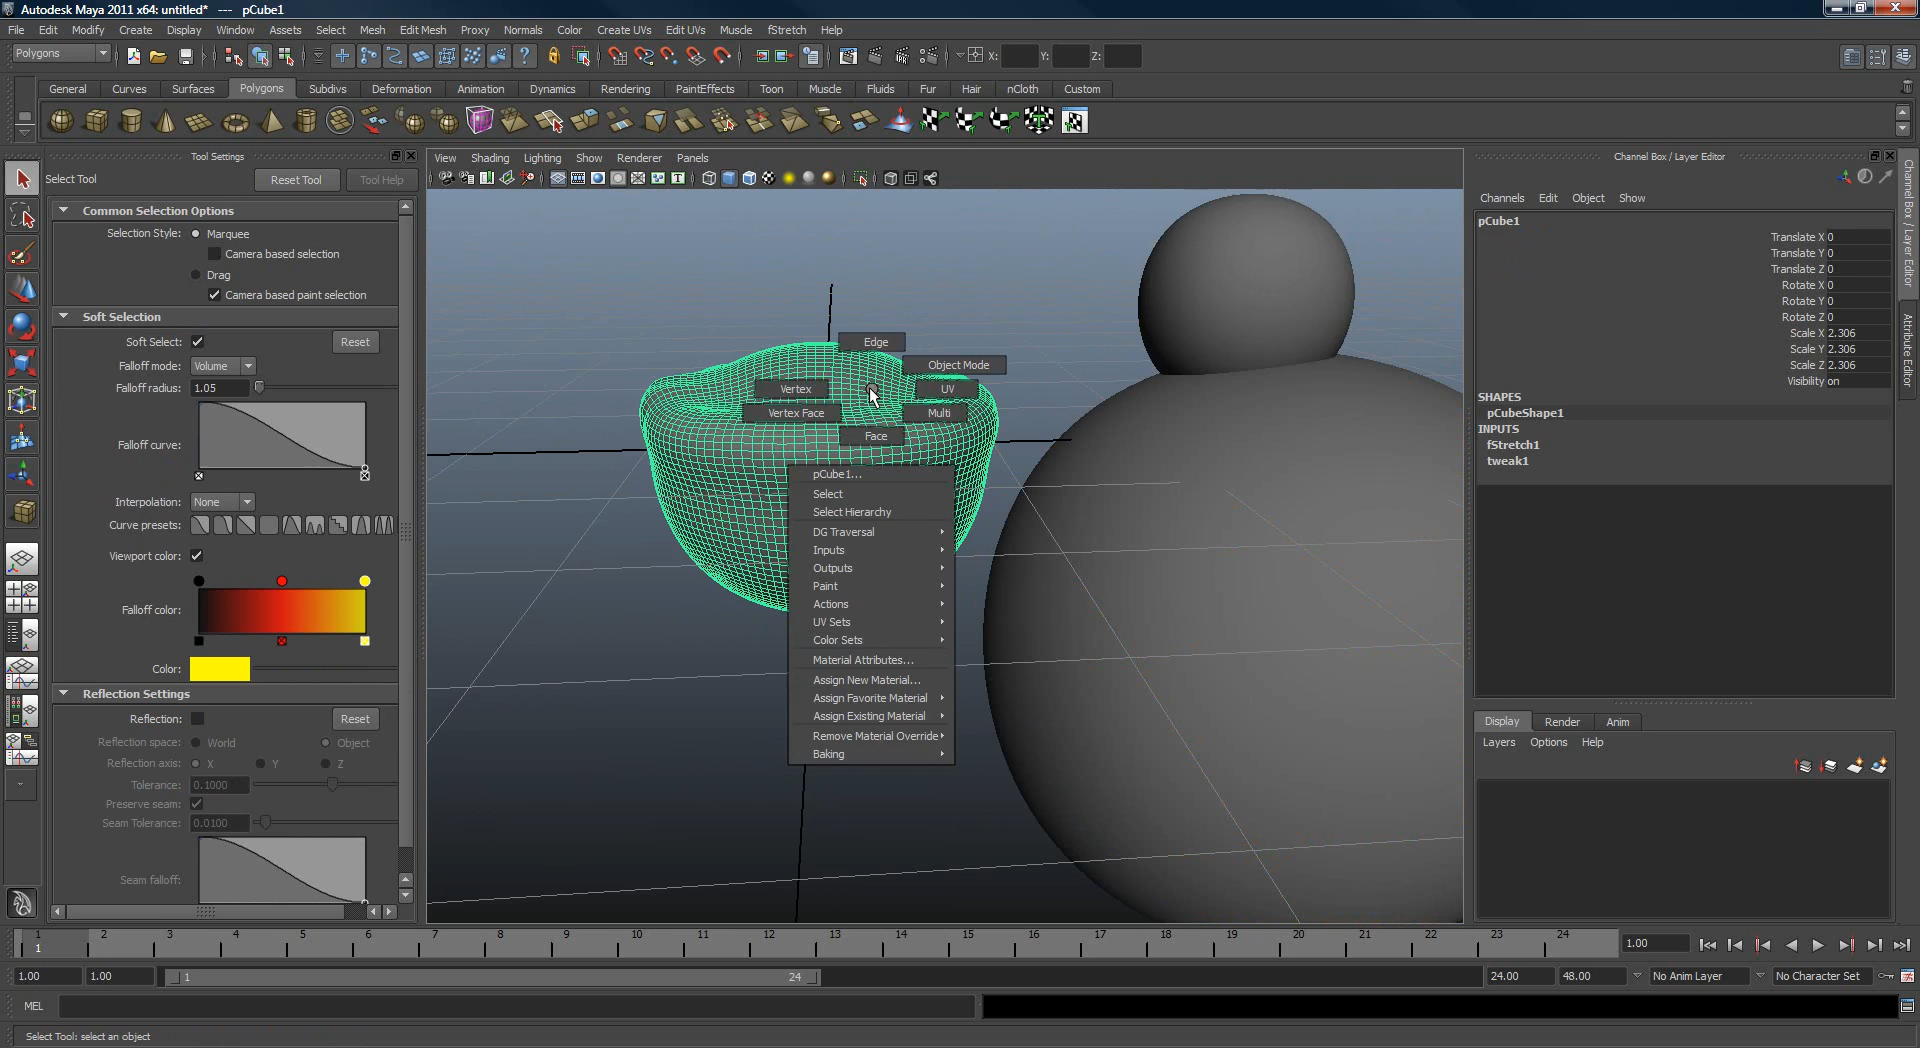 Autodesk Maya 2011 x64: untitled* --- pCube1
File Edit Modify Create Display Window Assets Select Mesh Edit Mesh Proxy Normals Color Create UVs Edit UVs Muscle fStretch Help
Polygons X: Y: Z:
General Curves Surfaces Polygons Subdivs Deformation Animation Dynamics Rendering PaintEffects Toon Muscle Fluids Fur Hair nCloth Custom
Tool Settings
Select Tool Reset Tool Tool Help
Common Selection Options
Selection Style: Marquee
Camera based selection
Drag
Camera based paint selection
Soft Selection
Soft Select: Reset
Falloff mode: Volume
Falloff radius: 1.05
Falloff curve:
Interpolation: None
Curve presets:
Viewport color:
Falloff color:
Color:
Reflection Settings
Reflection: Reset
Reflection space: World Object
Reflection axis: X Y Z
Tolerance: 0.1000
Preserve seam:
Seam Tolerance: 0.0100
Seam falloff:
View Shading Lighting Show Renderer Panels
Edge
Object Mode
Vertex UV
Vertex Face Multi
Face
pCube1...
Select
Select Hierarchy
DG Traversal
Inputs
Outputs
Paint
Actions
UV Sets
Color Sets
Material Attributes...
Assign New Material...
Assign Favorite Material
Assign Existing Material
Remove Material Override
Baking
Channel Box / Layer Editor
Channels Edit Object Show
pCube1
Translate X 0
Translate Y 0
Translate Z 0
Rotate X 0
Rotate Y 0
Rotate Z 0
Scale X 2.306
Scale Y 2.306
Scale Z 2.306
Visibility on
SHAPES
pCubeShape1
INPUTS
fStretch1
tweak1
Display Render Anim
Layers Options Help
Channel Box / Layer Editor
Attribute Editor
1 2 3 4 5 6 7 8 9 10 11 12 13 14 15 16 17 18 19 20 21 22 23 24 1.00
1
1.00 1.00 1 24 24.00 48.00 No Anim Layer No Character Set
MEL
Select Tool: select an object